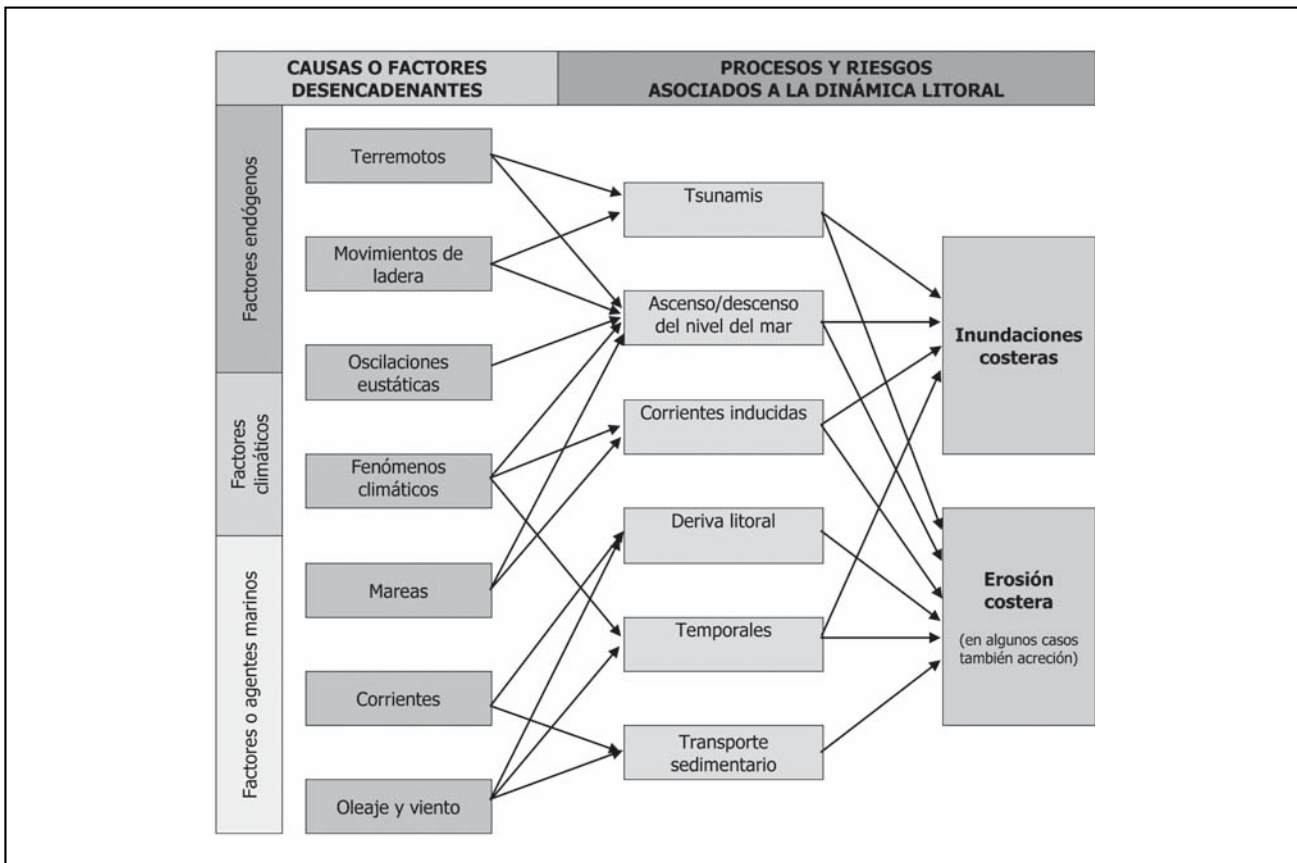 CAUSAS O FACTORES
DESENCADENANTES
PROCESOS Y RIESGOS
ASOCIADOS A LA DINÁMICA LITORAL
Factores endógenos
Terremotos
Movimientos de
ladera
Oscilaciones
eustáticas
Factores
climáticos
Fenómenos
climáticos
Factores o agentes marinos
Mareas
Corrientes
Oleaje y viento
Tsunamis
Ascenso/descenso
del nivel del mar
Corrientes inducidas
Deriva litoral
Temporales
Transporte
sedimentario
Inundaciones
costeras
Erosión
costera
(en algunos casos
también acreción)